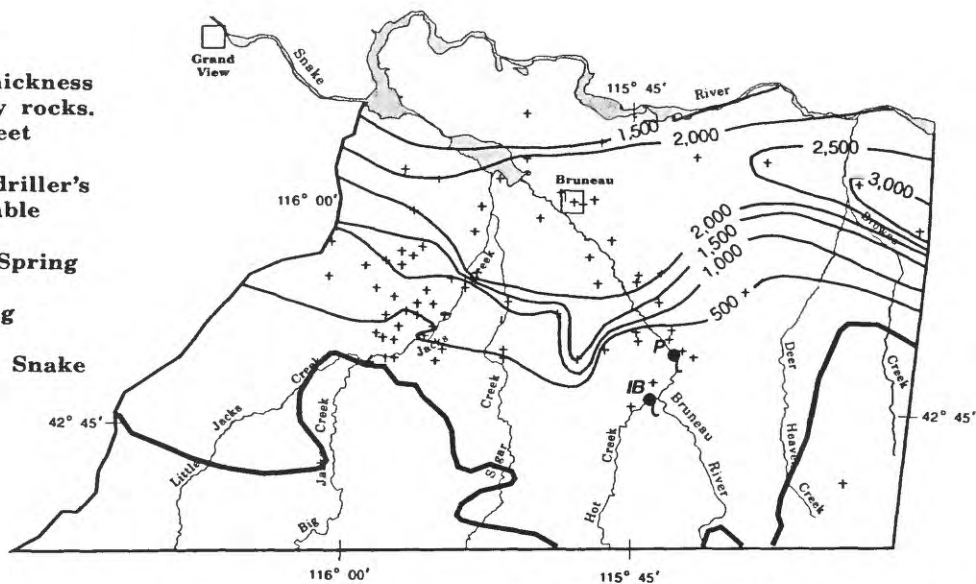 hickness
y rocks.
eet
driller's
ble
Spring
g
Snake
Grand
View
Snake
115° 45'
River
1,500
2,000
2,500
3,000
Bruneau
116° 00'
2,000
1,500
1,000
500
Creek
Jacks
P
IB
Deer
Creek
42° 45'
42° 45'
Jacks
Creek
Little
Creek
Jacks
Big
Creek
Sugar
Creek
Hot
Bruneau
River
Heaven
Creek
116° 00'
115° 45'